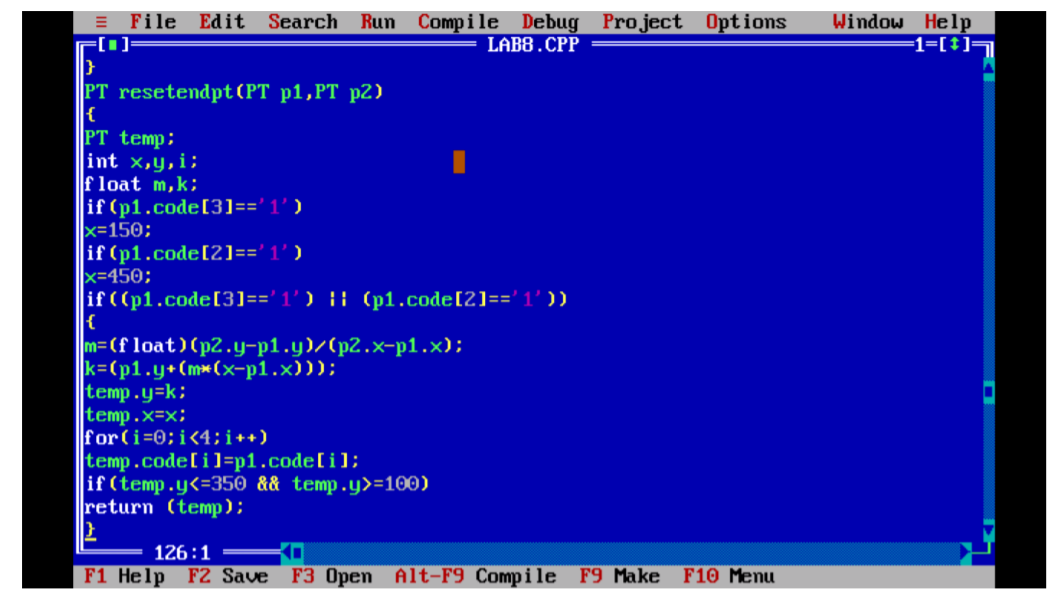 ≡ File Edit Search Run Compile Debug Project Options Window Help
[■] LAB8.CPP 1=[↕]
}
PT resetendpt(PT p1,PT p2)
{
PT temp;
int x,y,i;
float m,k;
if(p1.code[3]=='1')
x=150;
if(p1.code[2]=='1')
x=450;
if((p1.code[3]=='1') || (p1.code[2]=='1'))
{
m=(float)(p2.y-p1.y)/(p2.x-p1.x);
k=(p1.y+(m*(x-p1.x)));
temp.y=k;
temp.x=x;
for(i=0;i<4;i++)
temp.code[i]=p1.code[i];
if(temp.y<=350 && temp.y>=100)
return (temp);
}
126:1
F1 Help F2 Save F3 Open Alt-F9 Compile F9 Make F10 Menu